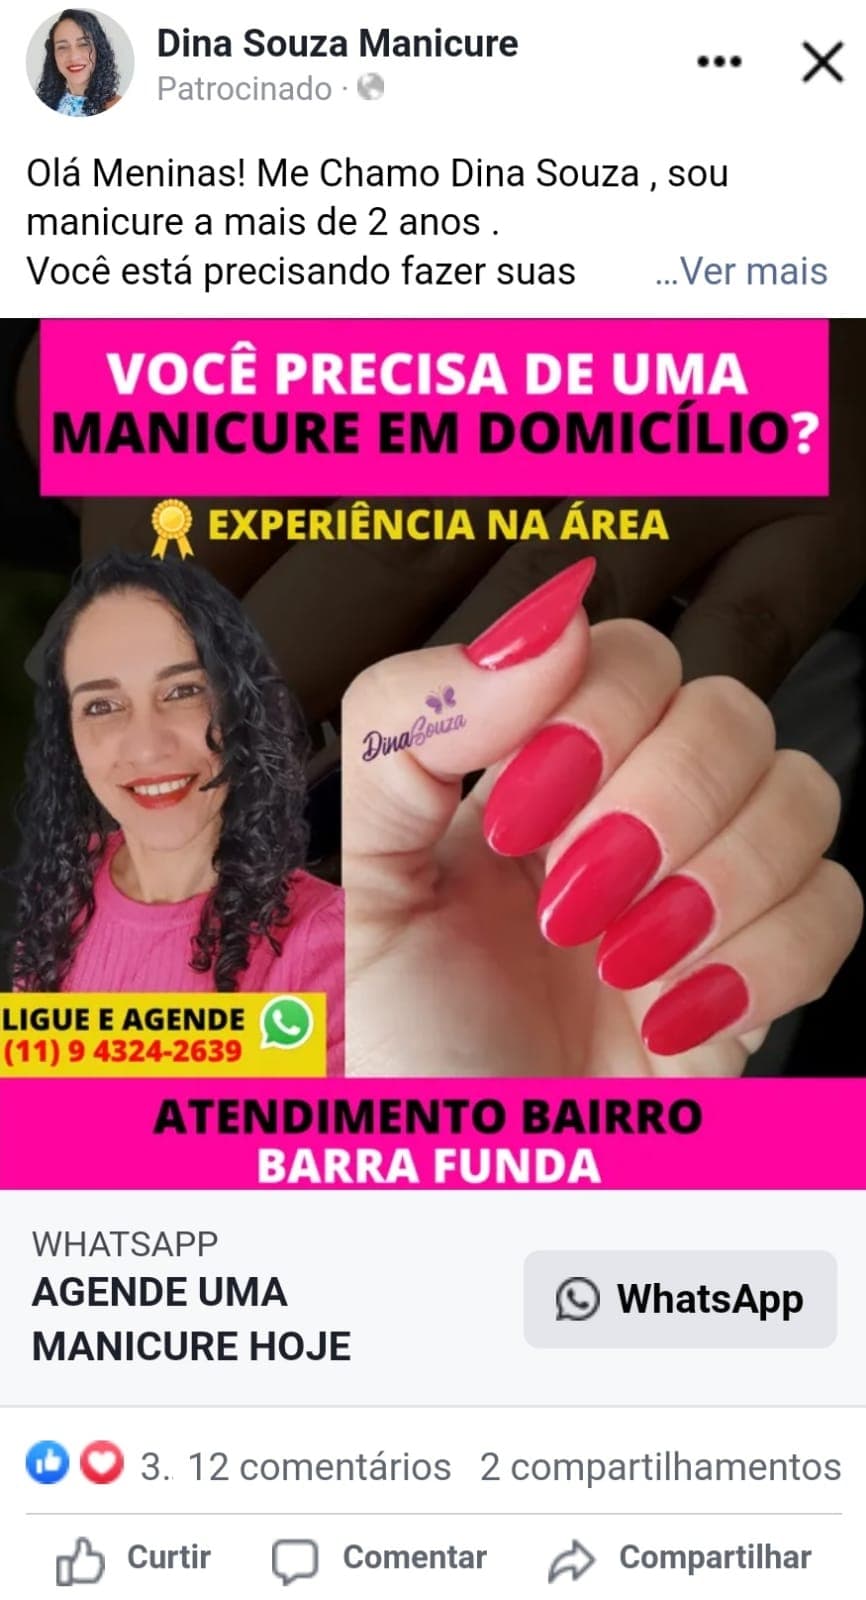 Dina Souza Manicure
Patrocinado ·
Olá Meninas! Me Chamo Dina Souza , sou
manicure a mais de 2 anos .
Você está precisando fazer suas ...Ver mais
VOCÊ PRECISA DE UMA
MANICURE EM DOMICÍLIO?
EXPERIÊNCIA NA ÁREA
Dina Souza
LIGUE E AGENDE
(11) 9 4324-2639
ATENDIMENTO BAIRRO
BARRA FUNDA
WHATSAPP
AGENDE UMA
MANICURE HOJE
WhatsApp
3.. 12 comentários 2 compartilhamentos
Curtir Comentar Compartilhar